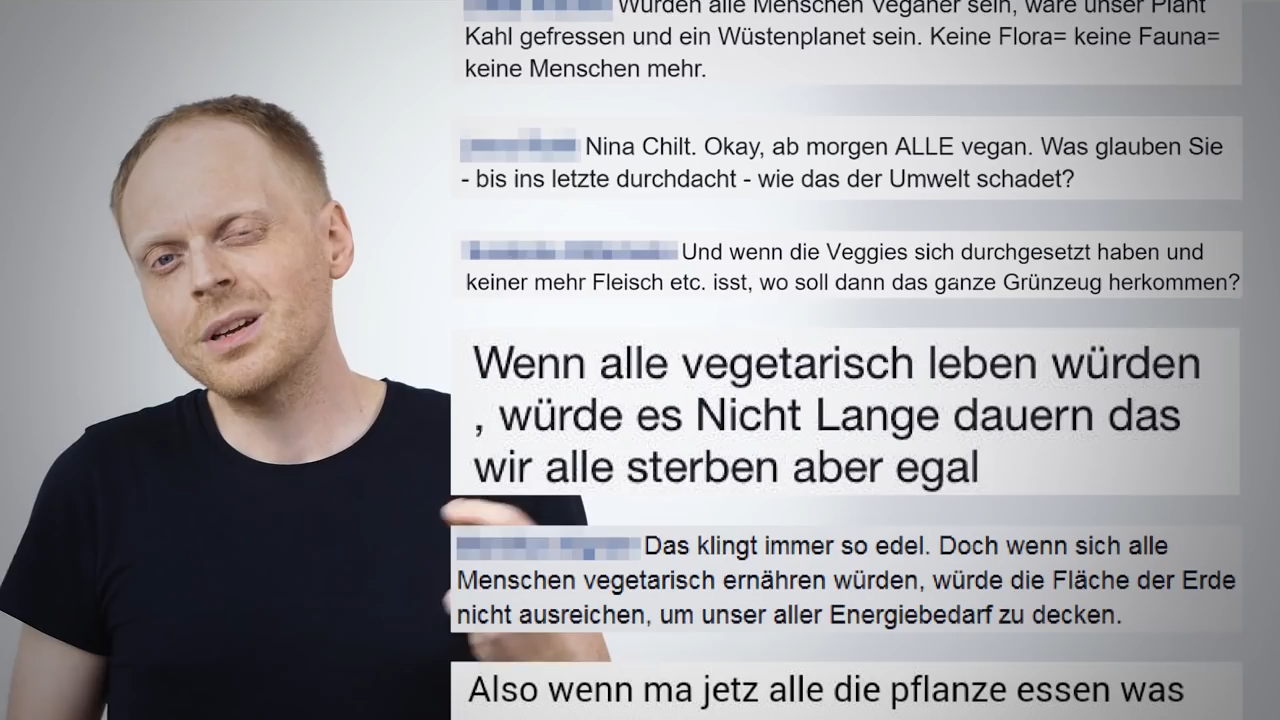 Würden alle Menschen Veganer sein, wäre unser Plant
Kahl gefressen und ein Wüstenplanet sein. Keine Flora= keine Fauna=
keine Menschen mehr.
Nina Chilt. Okay, ab morgen ALLE vegan. Was glauben Sie
- bis ins letzte durchdacht - wie das der Umwelt schadet?
Und wenn die Veggies sich durchgesetzt haben und
keiner mehr Fleisch etc. isst, wo soll dann das ganze Grünzeug herkommen?
Wenn alle vegetarisch leben würden
, würde es Nicht Lange dauern das
wir alle sterben aber egal
Das klingt immer so edel. Doch wenn sich alle
Menschen vegetarisch ernähren würden, würde die Fläche der Erde
nicht ausreichen, um unser aller Energiebedarf zu decken.
Also wenn ma jetz alle die pflanze essen was